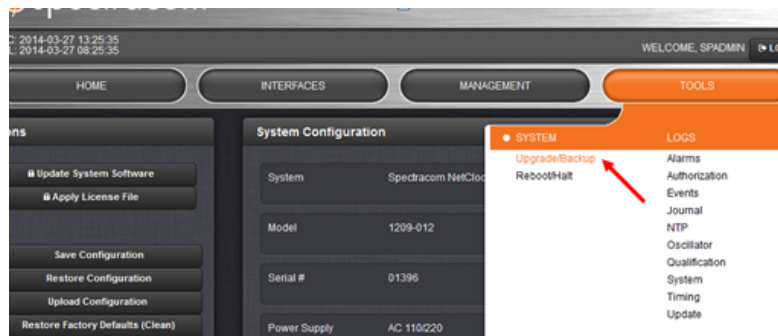 : 2014-03-27 13:25:35
L: 2014-03-27 08:25:35
WELCOME, SPADMIN
HOME
INTERFACES
MANAGEMENT
TOOLS
ons
Update System Software
Apply License File
Save Configuration
Restore Configuration
Upload Configuration
Restore Factory Defaults (Clean)
System Configuration
System Spectracom NetCloc
Model 1209-012
Serial # 01396
Power Supply AC 110/220
SYSTEM
Upgrade/Backup
Reboot/Halt
LOGS
Alarms
Authorization
Events
Journal
NTP
Oscillator
Qualification
System
Timing
Update